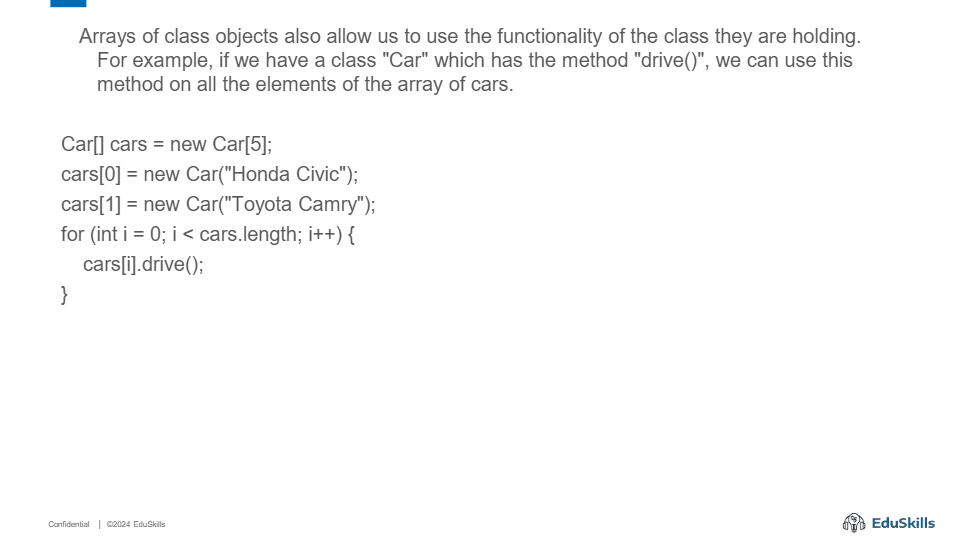 Arrays of class objects also allow us to use the functionality of the class they are holding.
For example, if we have a class "Car" which has the method "drive()", we can use this
method on all the elements of the array of cars.
Car[] cars = new Car[5];
cars[0] = new Car("Honda Civic");
cars[1] = new Car("Toyota Camry");
for (int i = 0; i < cars.length; i++) {
cars[i].drive();
}
Confidential | ©2024 EduSkills
EduSkills